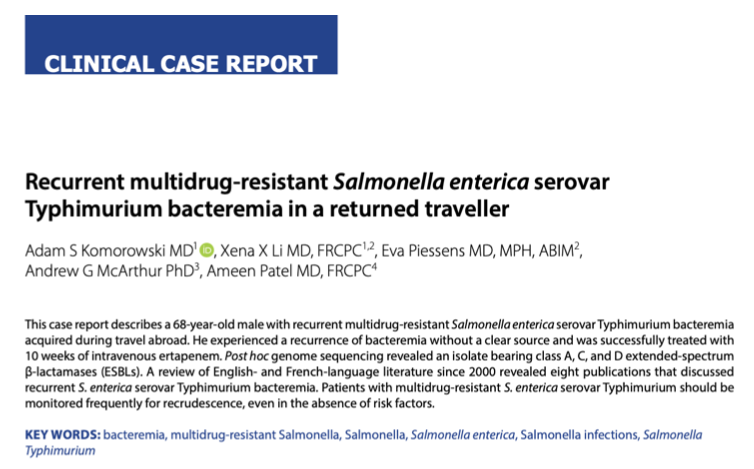 CLINICAL CASE REPORT
Recurrent multidrug-resistant Salmonella enterica serovar
Typhimurium bacteremia in a returned traveller
Adam S Komorowski MD¹ iD, Xena X Li MD, FRCPC¹,², Eva Piessens MD, MPH, ABIM²,
Andrew G McArthur PhD³, Ameen Patel MD, FRCPC⁴
This case report describes a 68-year-old male with recurrent multidrug-resistant Salmonella enterica serovar Typhimurium bacteremia
acquired during travel abroad. He experienced a recurrence of bacteremia without a clear source and was successfully treated with
10 weeks of intravenous ertapenem. Post hoc genome sequencing revealed an isolate bearing class A, C, and D extended-spectrum
β-lactamases (ESBLs). A review of English- and French-language literature since 2000 revealed eight publications that discussed
recurrent S. enterica serovar Typhimurium bacteremia. Patients with multidrug-resistant S. enterica serovar Typhimurium should be
monitored frequently for recrudescence, even in the absence of risk factors.
KEY WORDS: bacteremia, multidrug-resistant Salmonella, Salmonella, Salmonella enterica, Salmonella infections, Salmonella
Typhimurium